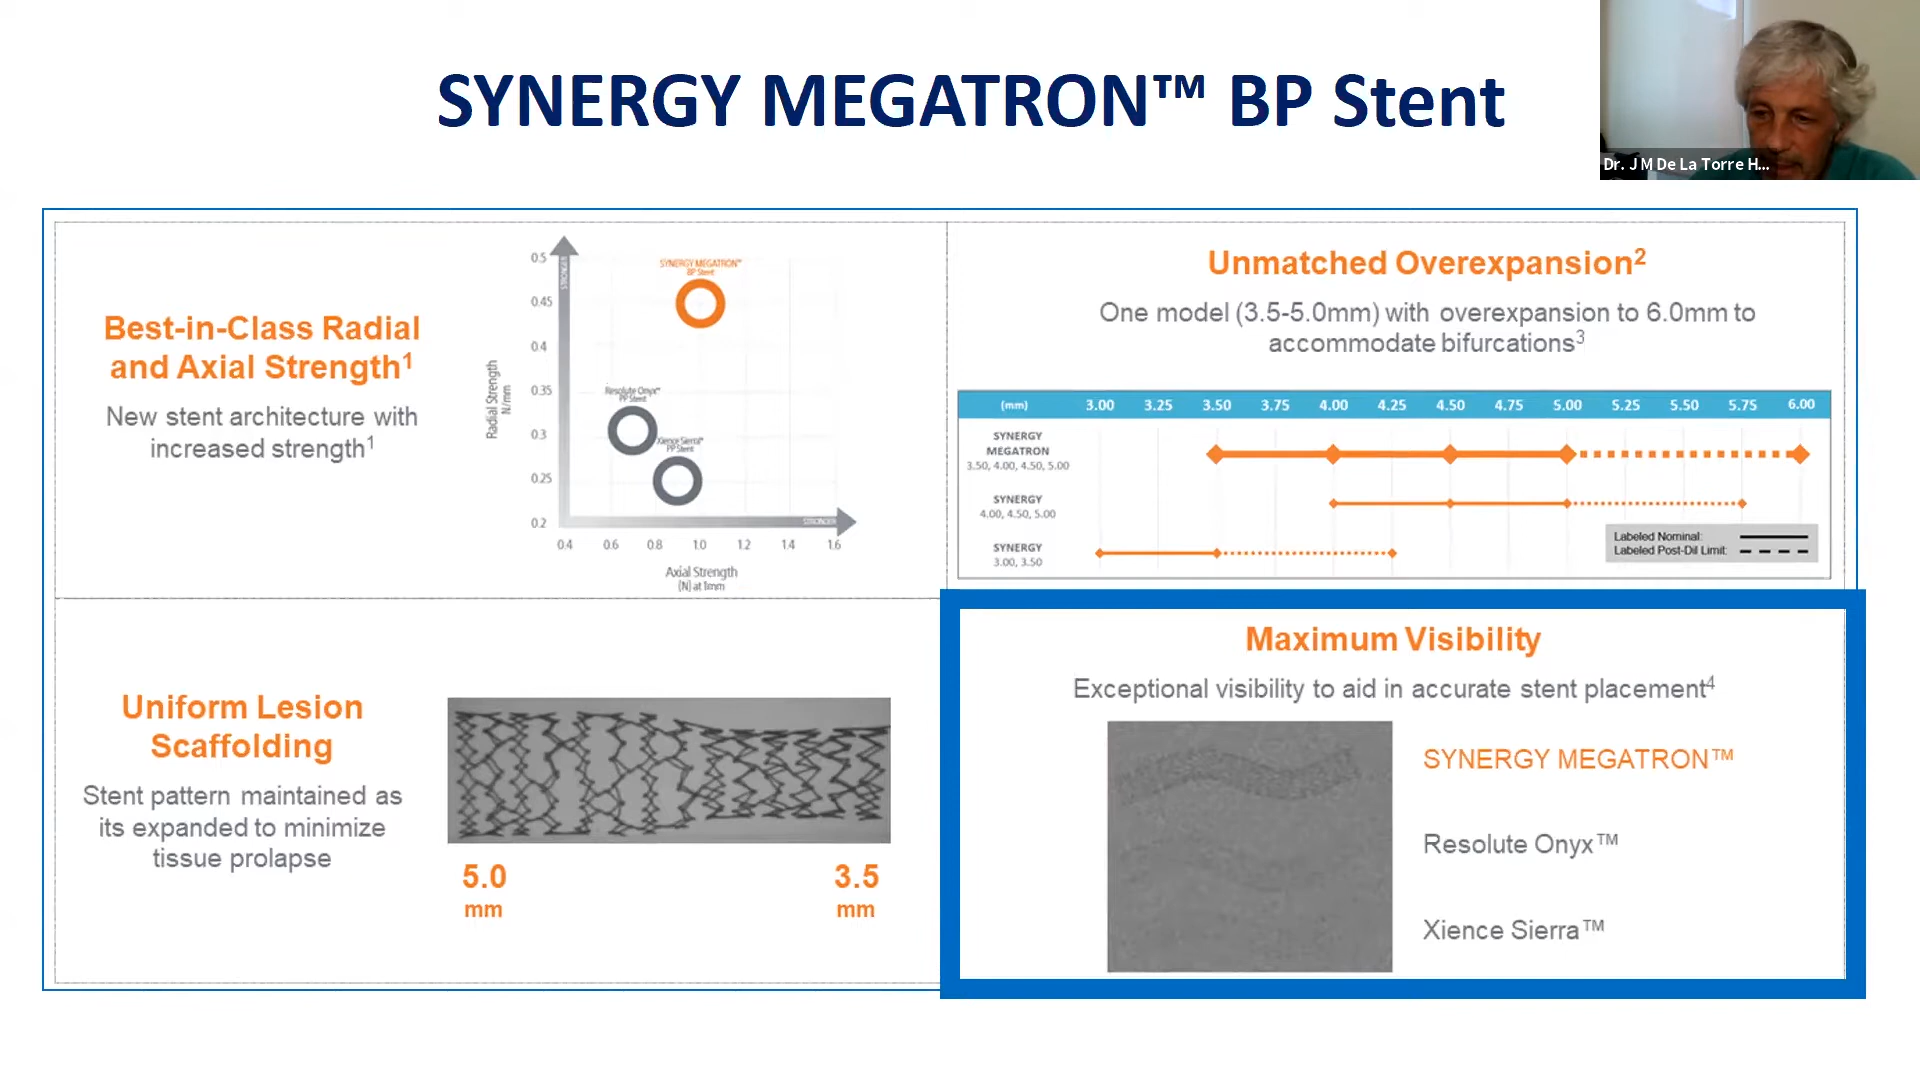 SYNERGY MEGATRON™ BP Stent
Dr. J M De La Torre H...
Best-in-Class Radial
and Axial Strength1
New stent architecture with
increased strength1
STRONGER
0.5
0.45
0.4
0.35
0.3
0.25
0.2
Radial Strength
N/mm
SYNERGY MEGATRON™
BP Stent
Resolute Onyx™
PP Stent
Xience Sierra™
PP Stent
STRONGER
0.4 0.6 0.8 1.0 1.2 1.4 1.6
Axial Strength
(N) at 1mm
Unmatched Overexpansion2
One model (3.5-5.0mm) with overexpansion to 6.0mm to
accommodate bifurcations3
(mm) 3.00 3.25 3.50 3.75 4.00 4.25 4.50 4.75 5.00 5.25 5.50 5.75 6.00
SYNERGY
MEGATRON
3.50, 4.00, 4.50, 5.00
SYNERGY
4.00, 4.50, 5.00
SYNERGY
3.00, 3.50
Labeled Nominal:
Labeled Post-Dil Limit:
Uniform Lesion
Scaffolding
Stent pattern maintained as
its expanded to minimize
tissue prolapse
5.0
mm
3.5
mm
Maximum Visibility
Exceptional visibility to aid in accurate stent placement4
SYNERGY MEGATRON™
Resolute Onyx™
Xience Sierra™